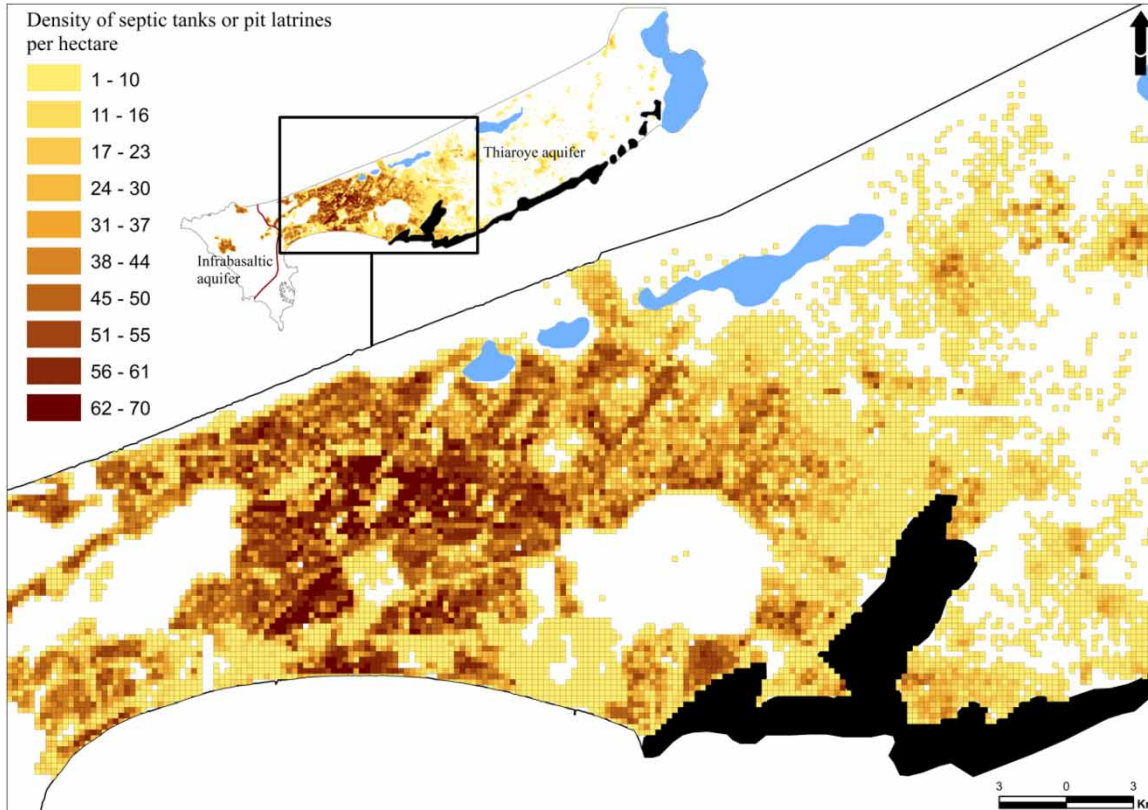 Density of septic tanks or pit latrines
per hectare
1 - 10
11 - 16
17 - 23
24 - 30
31 - 37
38 - 44
45 - 50
51 - 55
56 - 61
62 - 70
Thiaroye aquifer
Infrabasaltic
aquifer
3 0 3